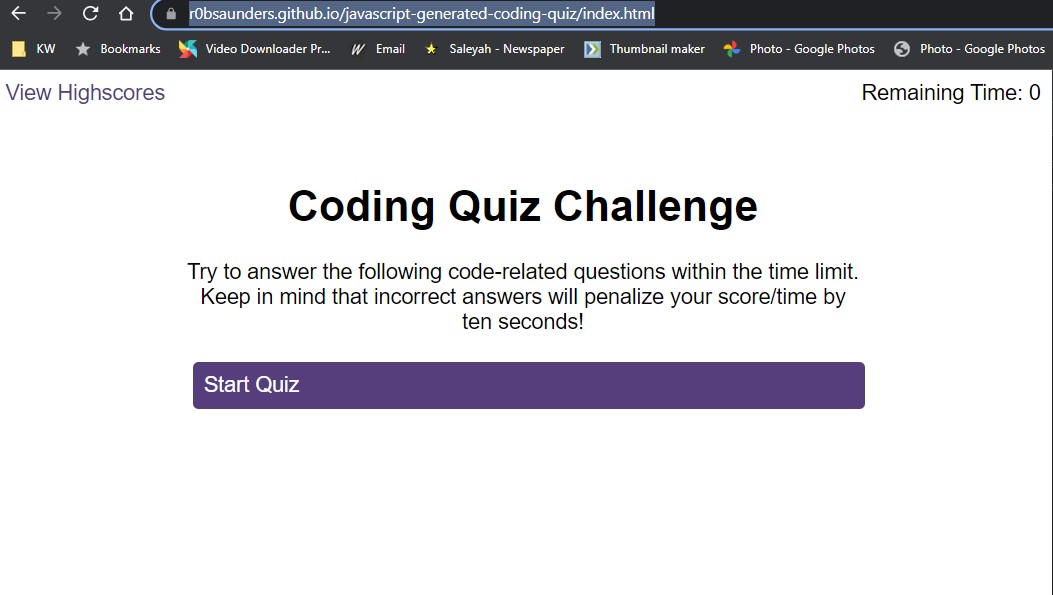 r0bsaunders.github.io/javascript-generated-coding-quiz/index.html
KW Bookmarks Video Downloader Pr... Email Saleyah - Newspaper Thumbnail maker Photo - Google Photos Photo - Google Photos
View Highscores Remaining Time: 0
Coding Quiz Challenge
Try to answer the following code-related questions within the time limit.
Keep in mind that incorrect answers will penalize your score/time by
ten seconds!
Start Quiz